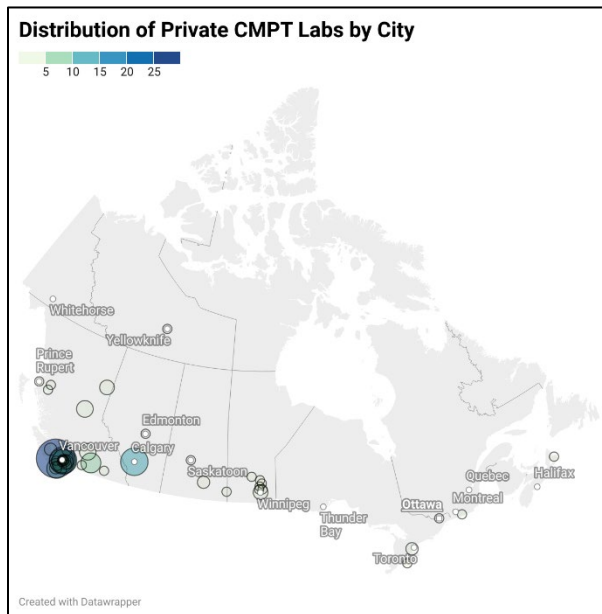 Distribution of Private CMPT Labs by City
5 10 15 20 25
Whitehorse
Yellowknife
Prince
Rupert
Edmonton
Vancouver
Calgary
Saskatoon
Winnipeg
Thunder
Bay
Ottawa
Quebec
Montreal
Halifax
Toronto
Created with Datawrapper